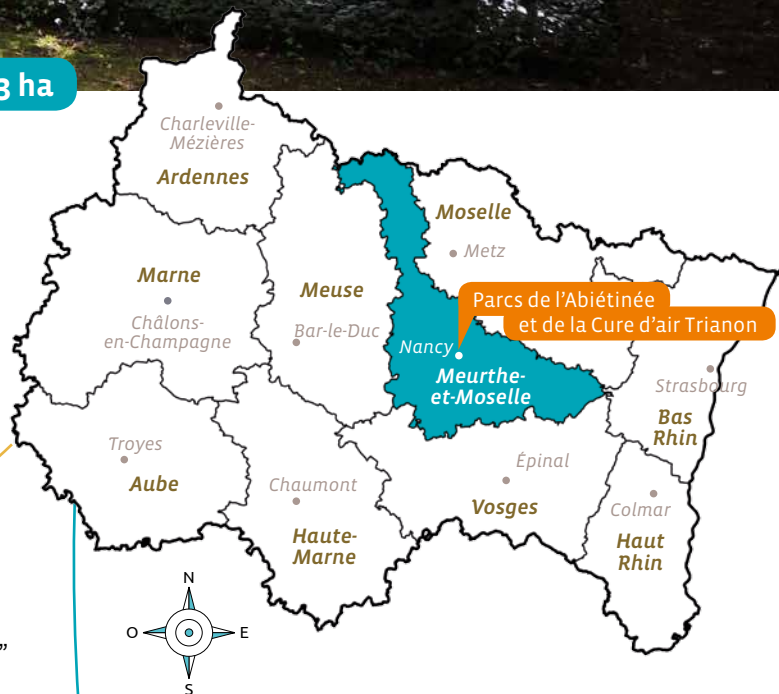 3 ha
Charleville-
Mézières
Ardennes
Moselle
Metz
Marne
Châlons-
en-Champagne
Meuse
Bar-le-Duc
Parcs de l'Abiétinée
et de la Cure d'air Trianon
Nancy
Meurthe-
et-Moselle
Strasbourg
Bas
Rhin
Troyes
Aube
Chaumont
Haute-
Marne
Épinal
Vosges
Colmar
Haut
Rhin
N
O
E
S
”